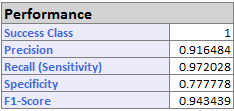 Performance
Success Class 1
Precision 0.916484
Recall (Sensitivity) 0.972028
Specificity 0.777778
F1-Score 0.943439